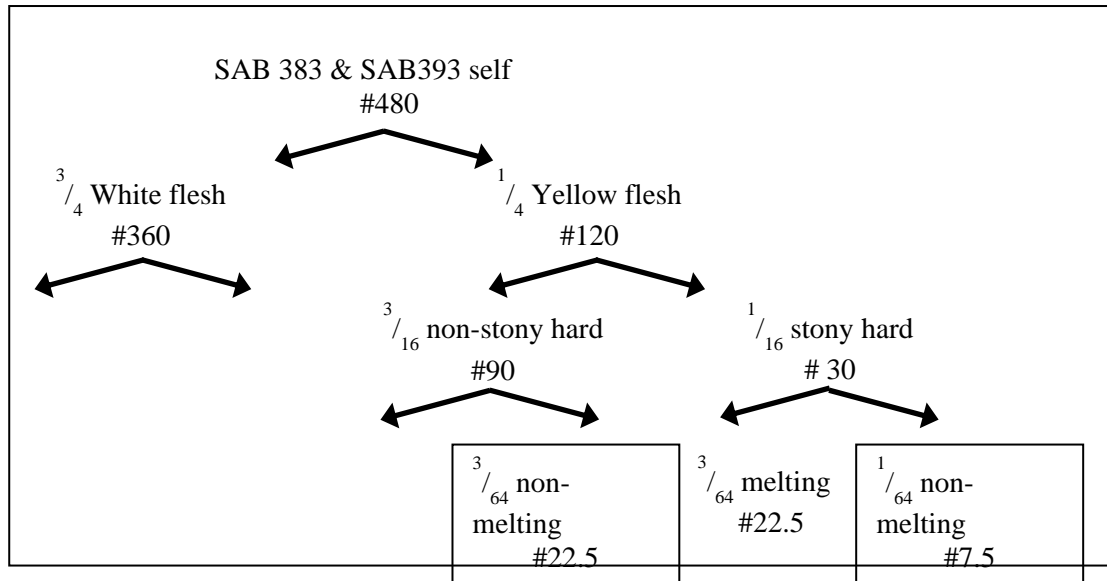 SAB 383 & SAB393 self
#480
3/4 White flesh
#360
1/4 Yellow flesh
#120
3/16 non-stony hard
#90
1/16 stony hard
# 30
3/64 non-
melting
#22.5
3/64 melting
#22.5
1/64 non-
melting
#7.5